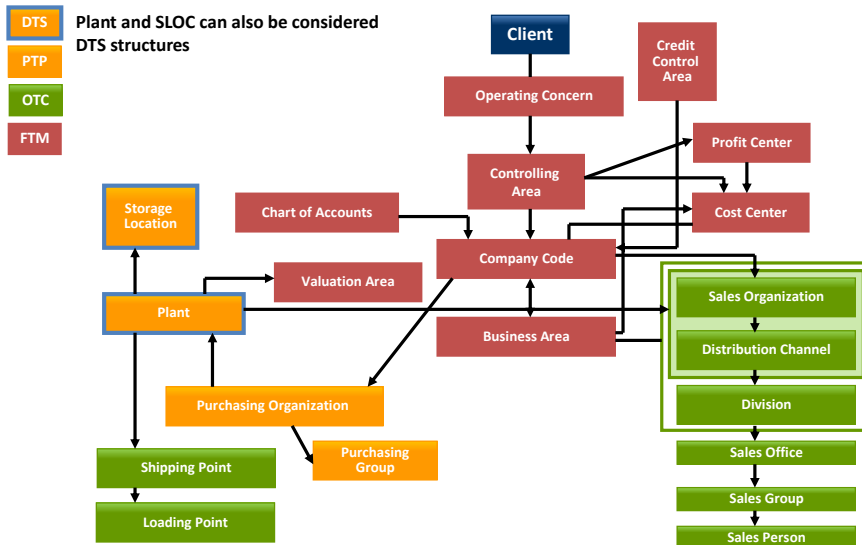 DTS
PTP
OTC
FTM
Plant and SLOC can also be considered
DTS structures
Client
Credit
Control
Area
Operating Concern
Profit Center
Controlling
Area
Storage
Location
Chart of Accounts
Cost Center
Company Code
Valuation Area
Sales Organization
Plant
Business Area
Distribution Channel
Purchasing Organization
Division
Purchasing
Group
Shipping Point
Sales Office
Loading Point
Sales Group
Sales Person